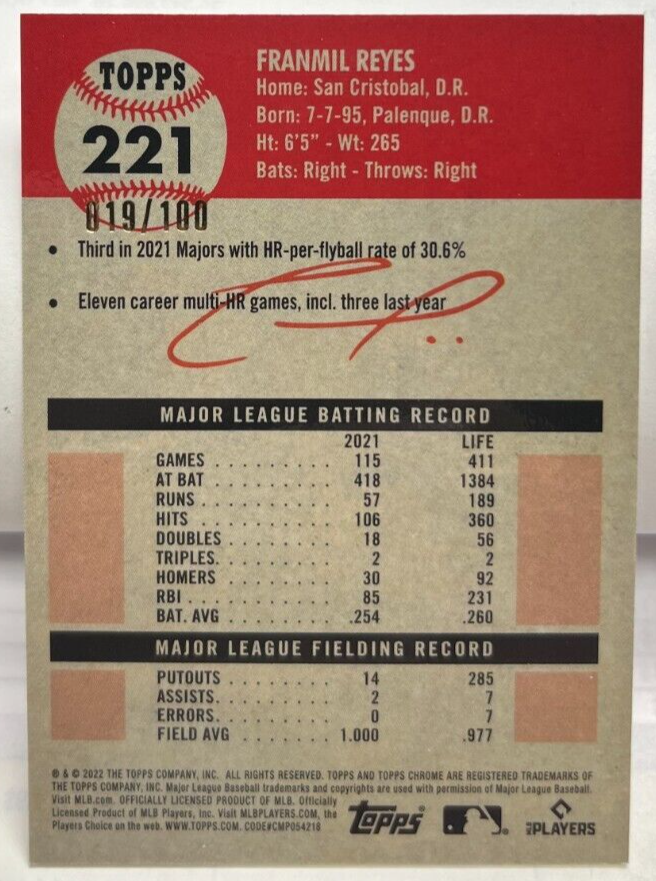 TOPPS
221
019/100
FRANMIL REYES
Home: San Cristobal, D.R.
Born: 7-7-95, Palenque, D.R.
Ht: 6'5" - Wt: 265
Bats: Right - Throws: Right
• Third in 2021 Majors with HR-per-flyball rate of 30.6%
• Eleven career multi-HR games, incl. three last year
MAJOR LEAGUE BATTING RECORD
2021 LIFE
GAMES . . . . . . . . . 115 411
AT BAT . . . . . . . . . 418 1384
RUNS . . . . . . . . . . 57 189
HITS . . . . . . . . . . 106 360
DOUBLES . . . . . . . . 18 56
TRIPLES. . . . . . . . . 2 2
HOMERS . . . . . . . . 30 92
RBI . . . . . . . . . . . 85 231
BAT. AVG . . . . . . . .254 .260
MAJOR LEAGUE FIELDING RECORD
PUTOUTS . . . . . . . . 14 285
ASSISTS. . . . . . . . . 2 7
ERRORS. . . . . . . . . 0 7
FIELD AVG . . . . . . . 1.000 .977
® & © 2022 THE TOPPS COMPANY, INC. ALL RIGHTS RESERVED. TOPPS AND TOPPS CHROME ARE REGISTERED TRADEMARKS OF
THE TOPPS COMPANY, INC. Major League Baseball trademarks and copyrights are used with permission of Major League Baseball.
Visit MLB.com. OFFICIALLY LICENSED PRODUCT OF MLB. Officially
Licensed Product of MLB Players, Inc. Visit MLBPLAYERS.COM, the
Players Choice on the web. WWW.TOPPS.COM. CODE#CMP054218
Topps®
MLB PLAYERS